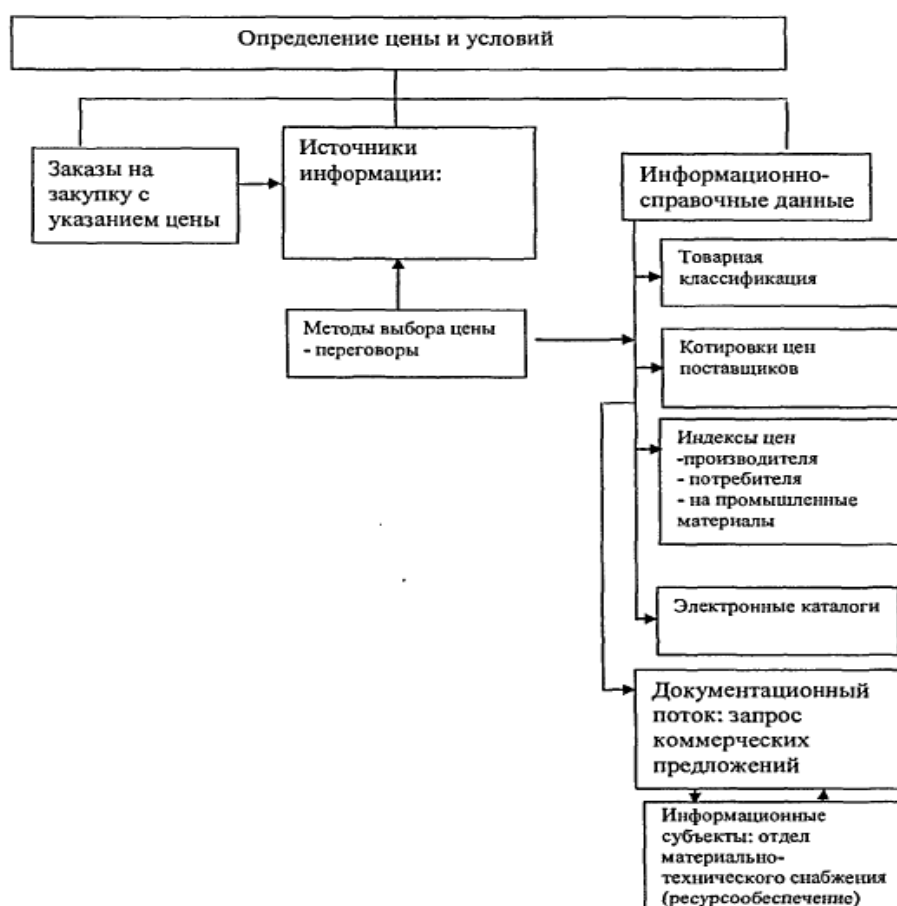 Определение цены и условий
Заказы на
закупку с
указанием цены
Источники
информации:
Информационно-
справочные данные
Товарная
классификация
Методы выбора цены
- переговоры
Котировки цен
поставщиков
Индексы цен
-производителя
- потребителя
- на промышленные
материалы
Электронные каталоги
Документационный
поток: запрос
коммерческих
предложений
Информационные
субъекты: отдел
материально-
технического снабжения
(ресурсообеспечение)